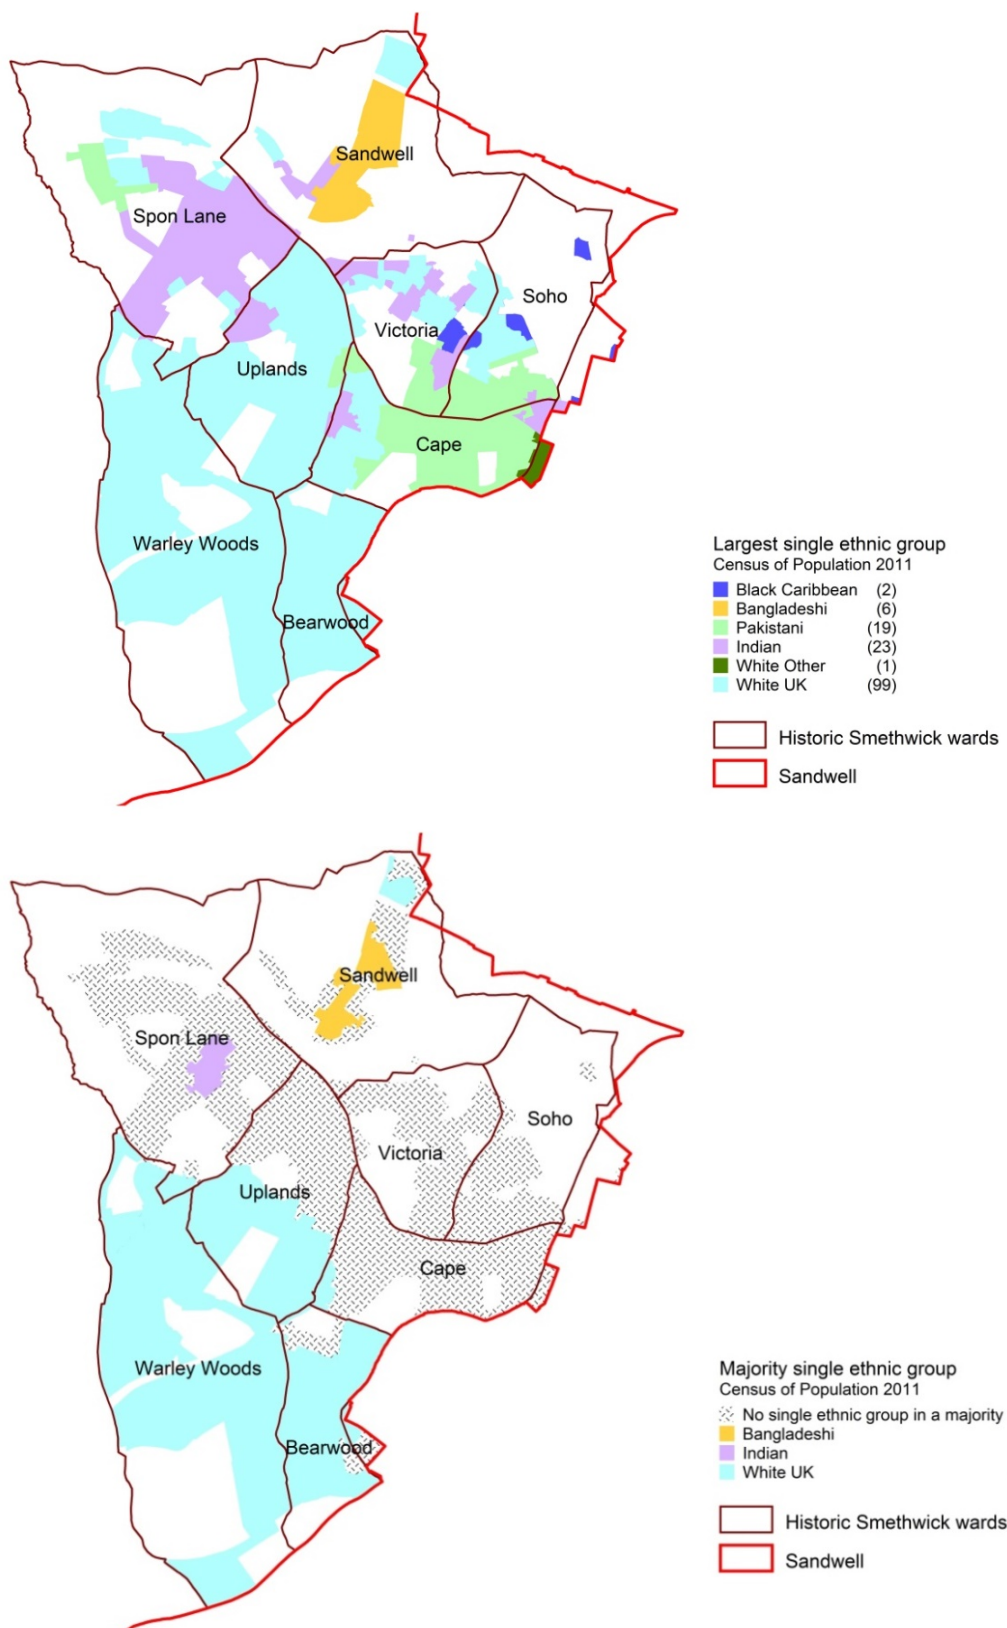 Sandwell
Spon Lane
Soho
Victoria
Uplands
Cape
Warley Woods
Bearwood
Largest single ethnic group
Census of Population 2011
Black Caribbean (2)
Bangladeshi (6)
Pakistani (19)
Indian (23)
White Other (1)
White UK (99)
Historic Smethwick wards
Sandwell
Sandwell
Spon Lane
Soho
Victoria
Uplands
Cape
Warley Woods
Bearwood
Majority single ethnic group
Census of Population 2011
No single ethnic group in a majority
Bangladeshi
Indian
White UK
Historic Smethwick wards
Sandwell